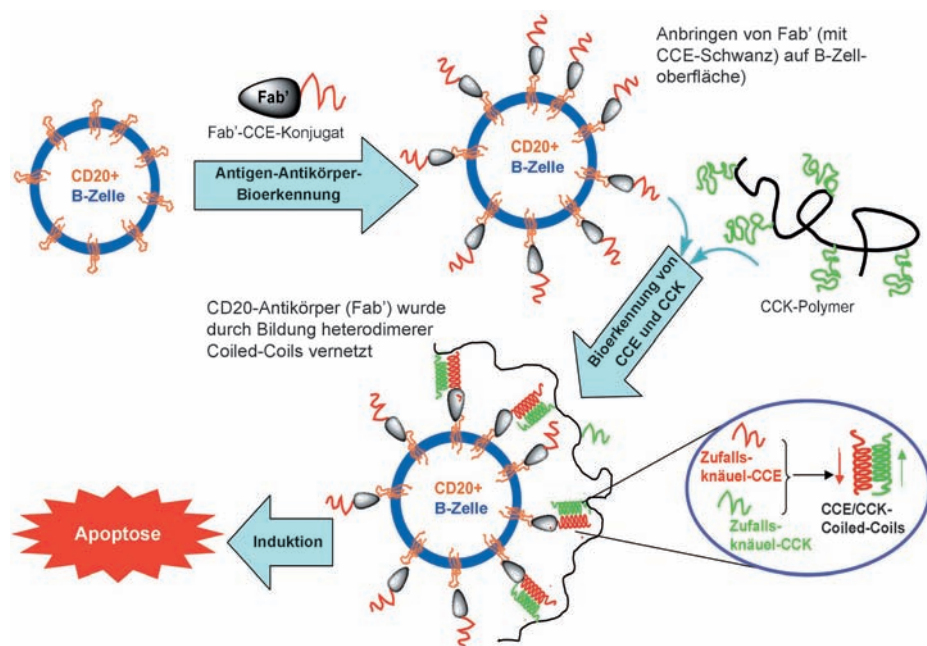 Anbringen von Fab' (mit
CCE-Schwanz) auf B-Zell-
oberfläche)
Fab'
Fab'-CCE-Konjugat
CD20+
B-Zelle
Antigen-Antikörper-
Bioerkennung
CD20+
B-Zelle
CCK-Polymer
Bioerkennung von
CCE und CCK
CD20-Antikörper (Fab') wurde
durch Bildung heterodimerer
Coiled-Coils vernetzt
CD20+
B-Zelle
Zufalls-
knäuel-CCE
Zufalls-
knäuel-CCK
CCE/CCK-
Coiled-Coils
Induktion
Apoptose